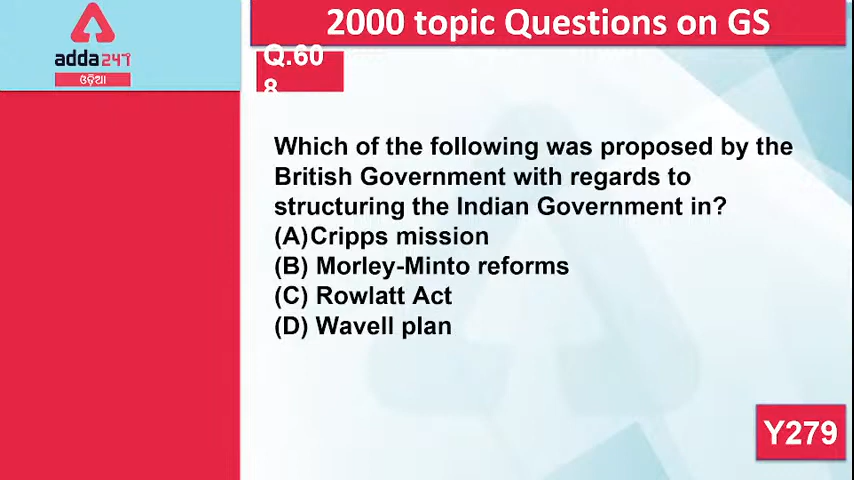 2000 topic Questions on GS
adda247
ଓଡ଼ିଆ
Q.60
8
Which of the following was proposed by the
British Government with regards to
structuring the Indian Government in?
(A)Cripps mission
(B) Morley-Minto reforms
(C) Rowlatt Act
(D) Wavell plan
Y279